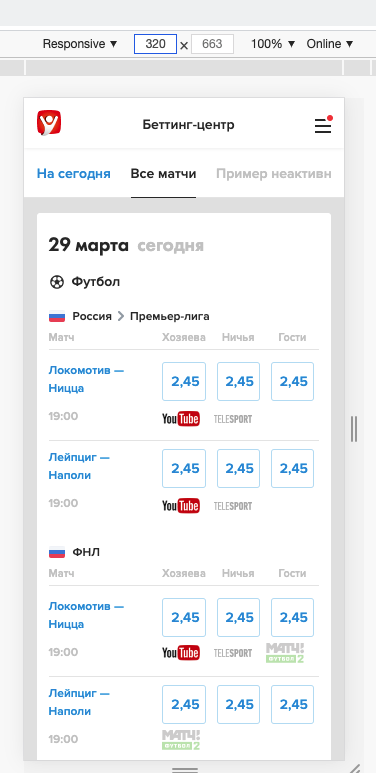 Responsive ▼ 320 × 663 100% ▼ Online ▼
Беттинг-центр
На сегодня Все матчи Пример неактивн
29 марта сегодня
Футбол
Россия > Премьер-лига
Матч Хозяева Ничья Гости
Локомотив — 2,45 2,45 2,45
Ницца
19:00 YouTube TELESPORT
Лейпциг — 2,45 2,45 2,45
Наполи
19:00 YouTube TELESPORT
ФНЛ
Матч Хозяева Ничья Гости
Локомотив — 2,45 2,45 2,45
Ницца
19:00 YouTube TELESPORT МАТЧ! ФУТБОЛ 2
Лейпциг — 2,45 2,45 2,45
Наполи
19:00 МАТЧ! ФУТБОЛ 2